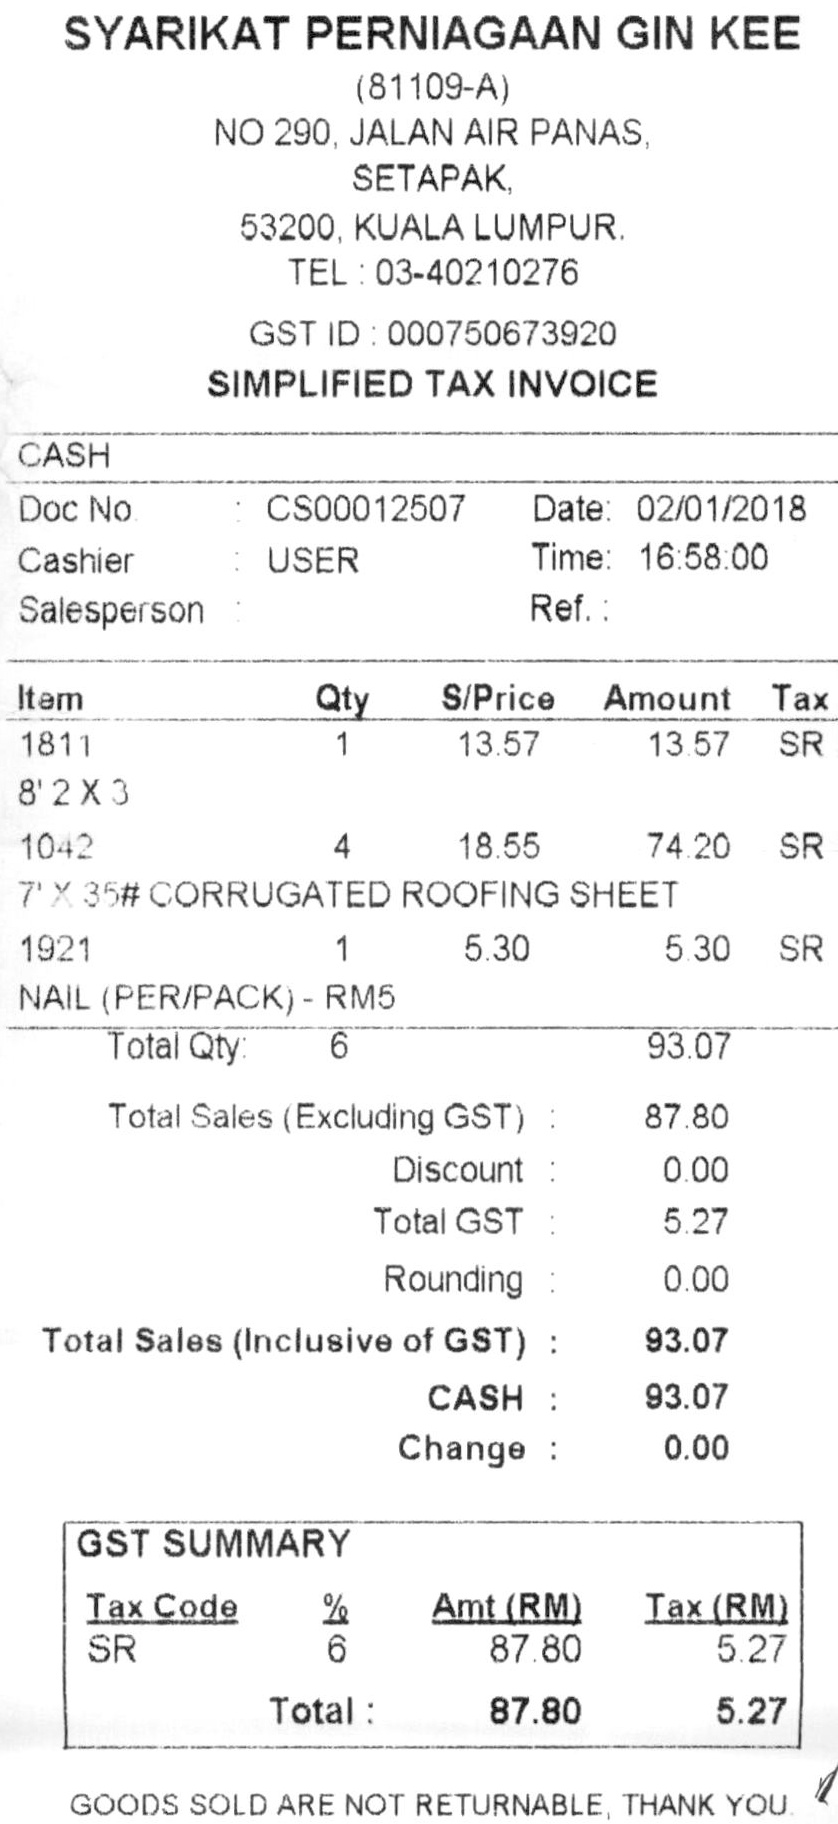 SYARIKAT PERNIAGAAN GIN KEE
(81109-A)
NO 290, JALAN AIR PANAS,
SETAPAK,
53200, KUALA LUMPUR.
TEL : 03-40210276
GST ID : 000750673920
SIMPLIFIED TAX INVOICE
CASH
Doc No. : CS00012507 Date: 02/01/2018
Cashier : USER Time: 16:58:00
Salesperson : Ref. :
Item Qty S/Price Amount Tax
1811 1 13.57 13.57 SR
8' 2 X 3
1042 4 18.55 74.20 SR
7' X 35# CORRUGATED ROOFING SHEET
1921 1 5.30 5.30 SR
NAIL (PER/PACK) - RM5
Total Qty: 6 93.07
Total Sales (Excluding GST) : 87.80
Discount : 0.00
Total GST : 5.27
Rounding : 0.00
Total Sales (Inclusive of GST) : 93.07
CASH : 93.07
Change : 0.00
GST SUMMARY
Tax Code % Amt (RM) Tax (RM)
SR 6 87.80 5.27
Total : 87.80 5.27
GOODS SOLD ARE NOT RETURNABLE, THANK YOU.